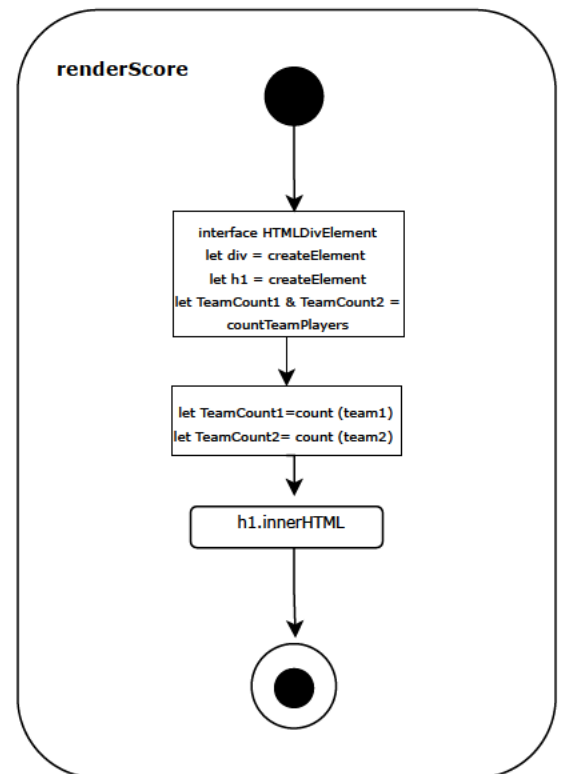 renderScore
interface HTMLDivElement
let div = createElement
let h1 = createElement
let TeamCount1 & TeamCount2 =
countTeamPlayers
let TeamCount1=count (team1)
let TeamCount2= count (team2)
h1.innerHTML